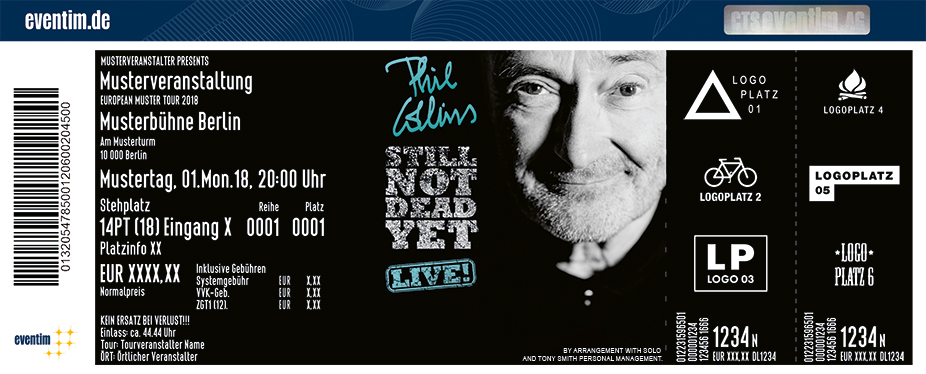 eventim.de
CTSeventim AG
MUSTERVERANSTALTER PRESENTS
Musterveranstaltung
EUROPEAN MUSTER TOUR 2018
Musterbühne Berlin
Am Musterturm
10 000 Berlin
Mustertag, 01.Mon.18, 20:00 Uhr
Stehplatz Reihe Platz
14PT (18) Eingang X 0001 0001
Platzinfo XX
EUR XXXX,XX
Normalpreis
Inklusive Gebühren
Systemgebühr EUR X,XX
VVK-Geb. EUR X,XX
ZGT1 (12). EUR X,XX
KEIN ERSATZ BEI VERLUST!!!
Einlass: ca. 44.44 Uhr
Tour: Tourveranstalter Name
ÖRT: Örtlicher Veranstalter
013205478500120600204500
eventim
Phil
Collins
STILL
NOT
DEAD
YET
LIVE!
BY ARRANGEMENT WITH SOLO
AND TONY SMITH PERSONAL MANAGEMENT.
LOGO
PLATZ
01
LOGOPLATZ 2
LP
LOGO 03
012231596501
000001234
123456 1666
1234 N
EUR XXX,XX DL1234
LOGOPLATZ 4
LOGOPLATZ
05
LOGO
PLATZ 6
012231596501
000001234
123456 1666
1234 N
EUR XXX,XX DL1234